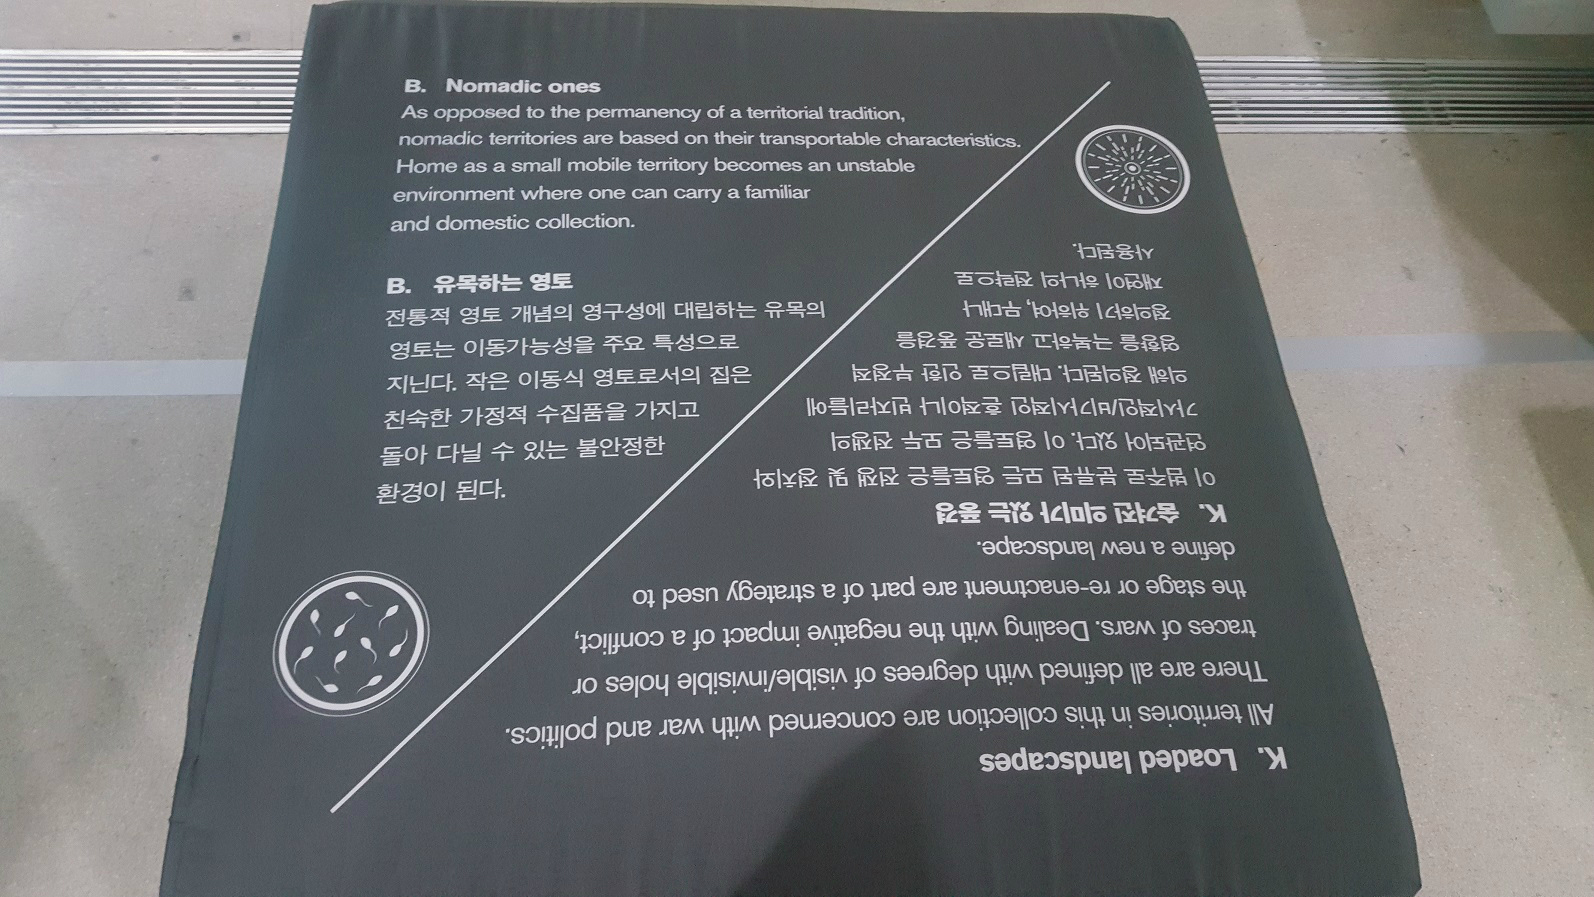 B. Nomadic ones
As opposed to the permanency of a territorial tradition,
nomadic territories are based on their transportable characteristics.
Home as a small mobile territory becomes an unstable
environment where one can carry a familiar
and domestic collection.
B. 유목하는 영토
전통적 영토 개념의 영구성에 대립하는 유목의
영토는 이동가능성을 주요 특성으로
지닌다. 작은 이동식 영토로서의 집은
친숙한 가정적 수집품을 가지고
돌아 다닐 수 있는 불안정한
환경이 된다.
K. Loaded landscapes
All territories in this collection are concerned with war and politics.
There are all defined with degrees of visible/invisible holes or
traces of wars. Dealing with the negative impact of a conflict,
the stage or re-enactment are part of a strategy used to
define a new landscape.
K. 숨겨진 의미가 있는 풍경
이 범주로 분류된 모든 영토들은 전쟁 및 정치와
연관되어 있다. 이 영토들은 모두 전쟁의
가시적인/비가시적인 흔적이나 빈자리들에
의해 정의된다. 대립으로 인한 부정적
영향을 극복하고 새로운 풍경을
정의하기 위하여, 무대나
재연이 하나의 전략으로
사용된다.